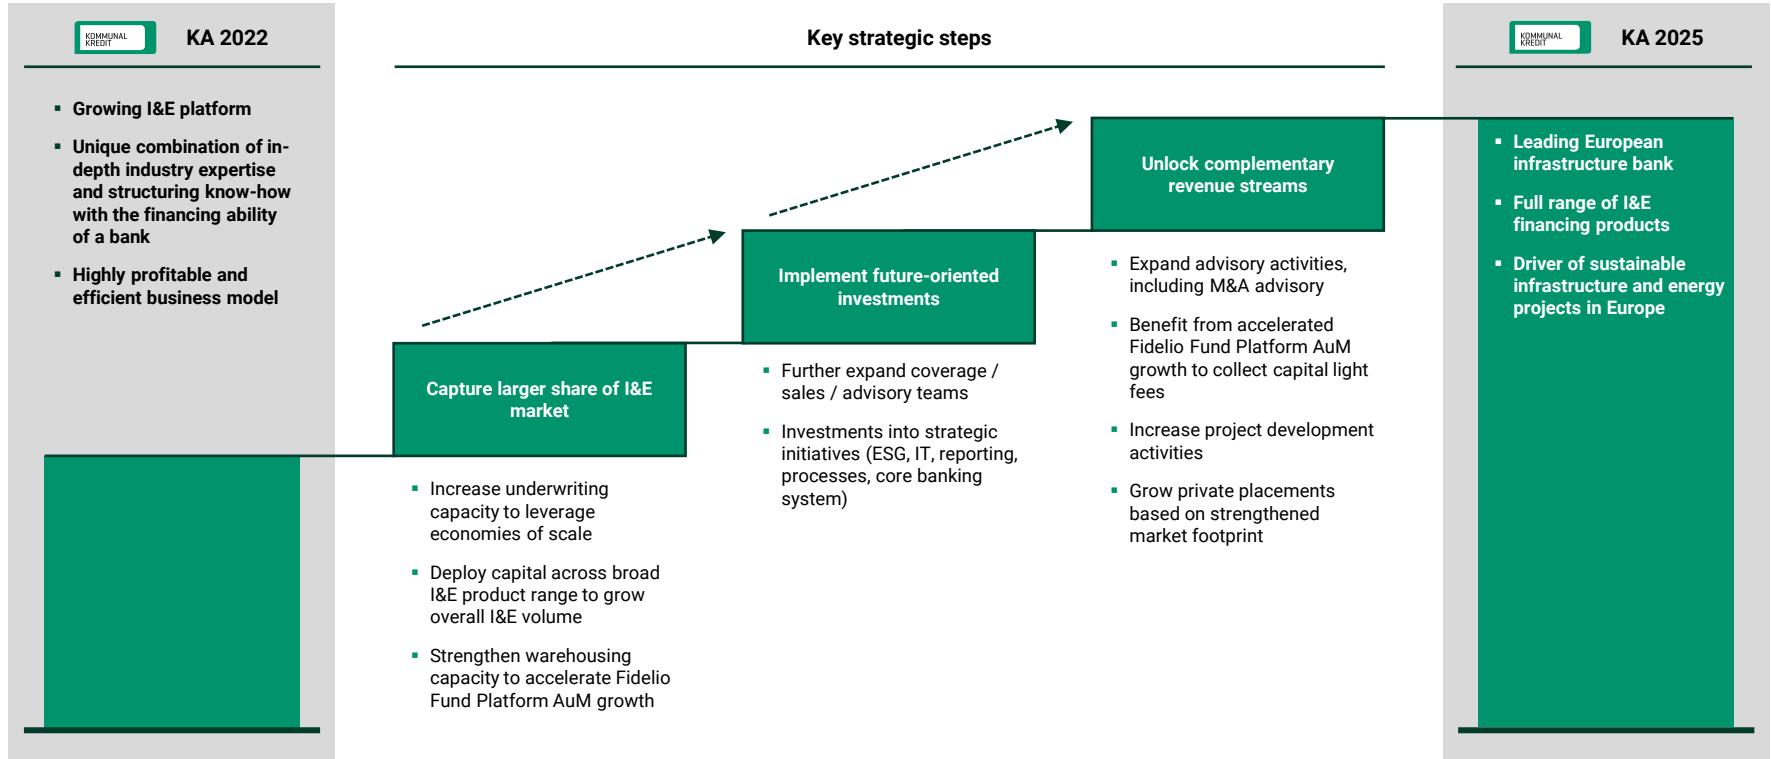 KOMMUNAL
KREDIT
KA 2022
▪ Growing I&E platform
▪ Unique combination of in-
depth industry expertise
and structuring know-how
with the financing ability
of a bank
▪ Highly profitable and
efficient business model
Key strategic steps
Capture larger share of I&E
market
▪ Increase underwriting
capacity to leverage
economies of scale
▪ Deploy capital across broad
I&E product range to grow
overall I&E volume
▪ Strengthen warehousing
capacity to accelerate Fidelio
Fund Platform AuM growth
Implement future-oriented
investments
▪ Further expand coverage /
sales / advisory teams
▪ Investments into strategic
initiatives (ESG, IT, reporting,
processes, core banking
system)
Unlock complementary
revenue streams
▪ Expand advisory activities,
including M&A advisory
▪ Benefit from accelerated
Fidelio Fund Platform AuM
growth to collect capital light
fees
▪ Increase project development
activities
▪ Grow private placements
based on strengthened
market footprint
KOMMUNAL
KREDIT
KA 2025
▪ Leading European
infrastructure bank
▪ Full range of I&E
financing products
▪ Driver of sustainable
infrastructure and energy
projects in Europe